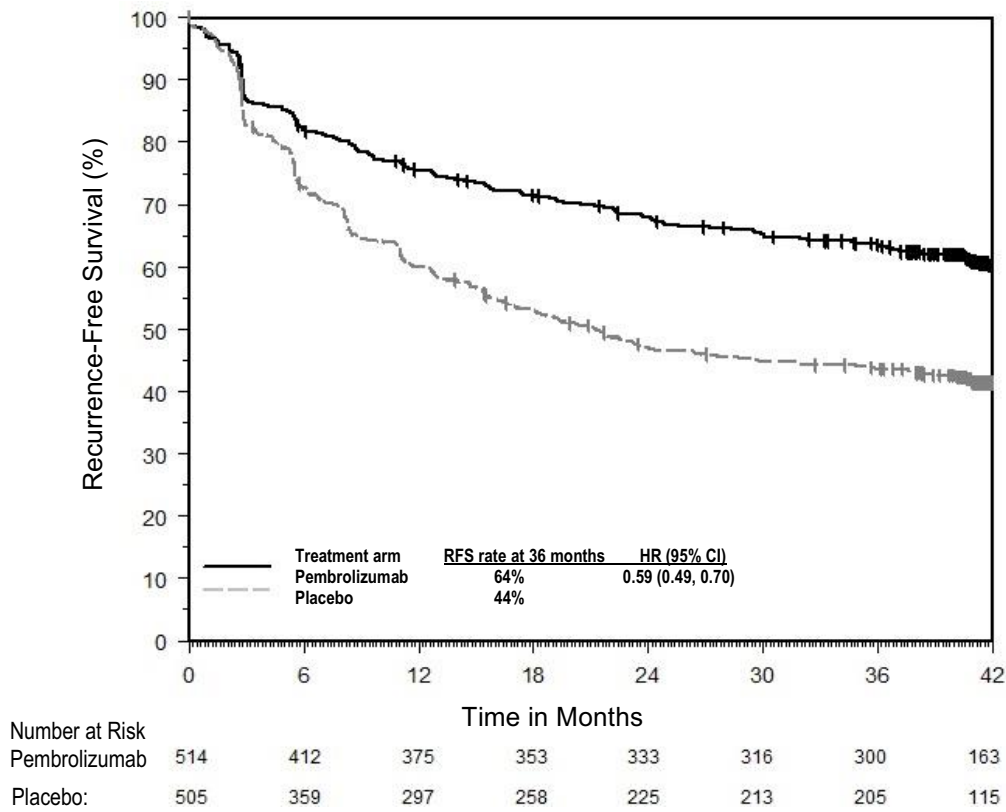 100
90
80
70
60
50
40
30
20
10
0
Recurrence-Free Survival (%)
Treatment arm RFS rate at 36 months HR (95% CI)
Pembrolizumab 64% 0.59 (0.49, 0.70)
Placebo 44%
0 6 12 18 24 30 36 42
Time in Months
Number at Risk
Pembrolizumab 514 412 375 353 333 316 300 163
Placebo: 505 359 297 258 225 213 205 115